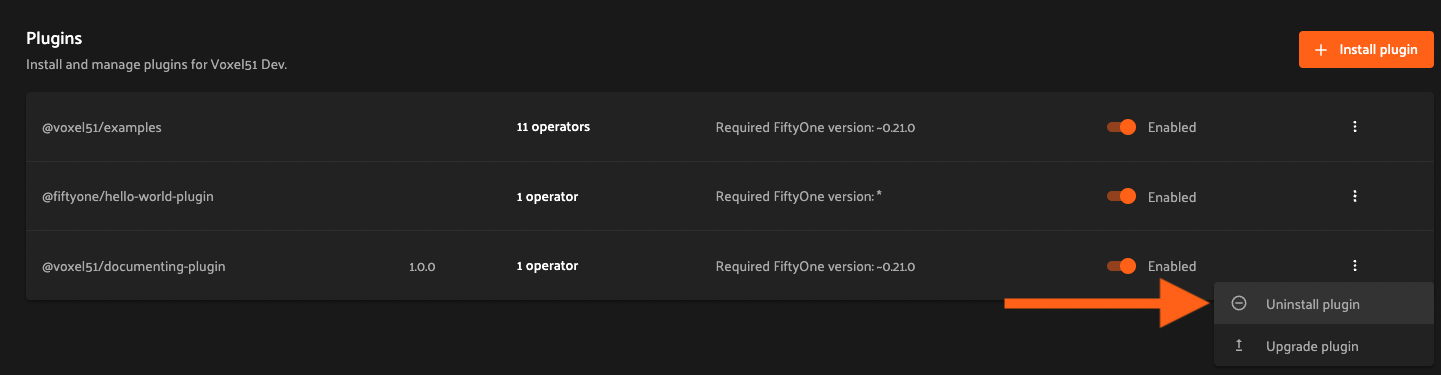 Plugins
Install and manage plugins for Voxel51 Dev.
+ Install plugin
@voxel51/examples 11 operators Required FiftyOne version: ~0.21.0 Enabled
@fiftyone/hello-world-plugin 1 operator Required FiftyOne version: * Enabled
@voxel51/documenting-plugin 1.0.0 1 operator Required FiftyOne version: ~0.21.0 Enabled
Uninstall plugin
Upgrade plugin